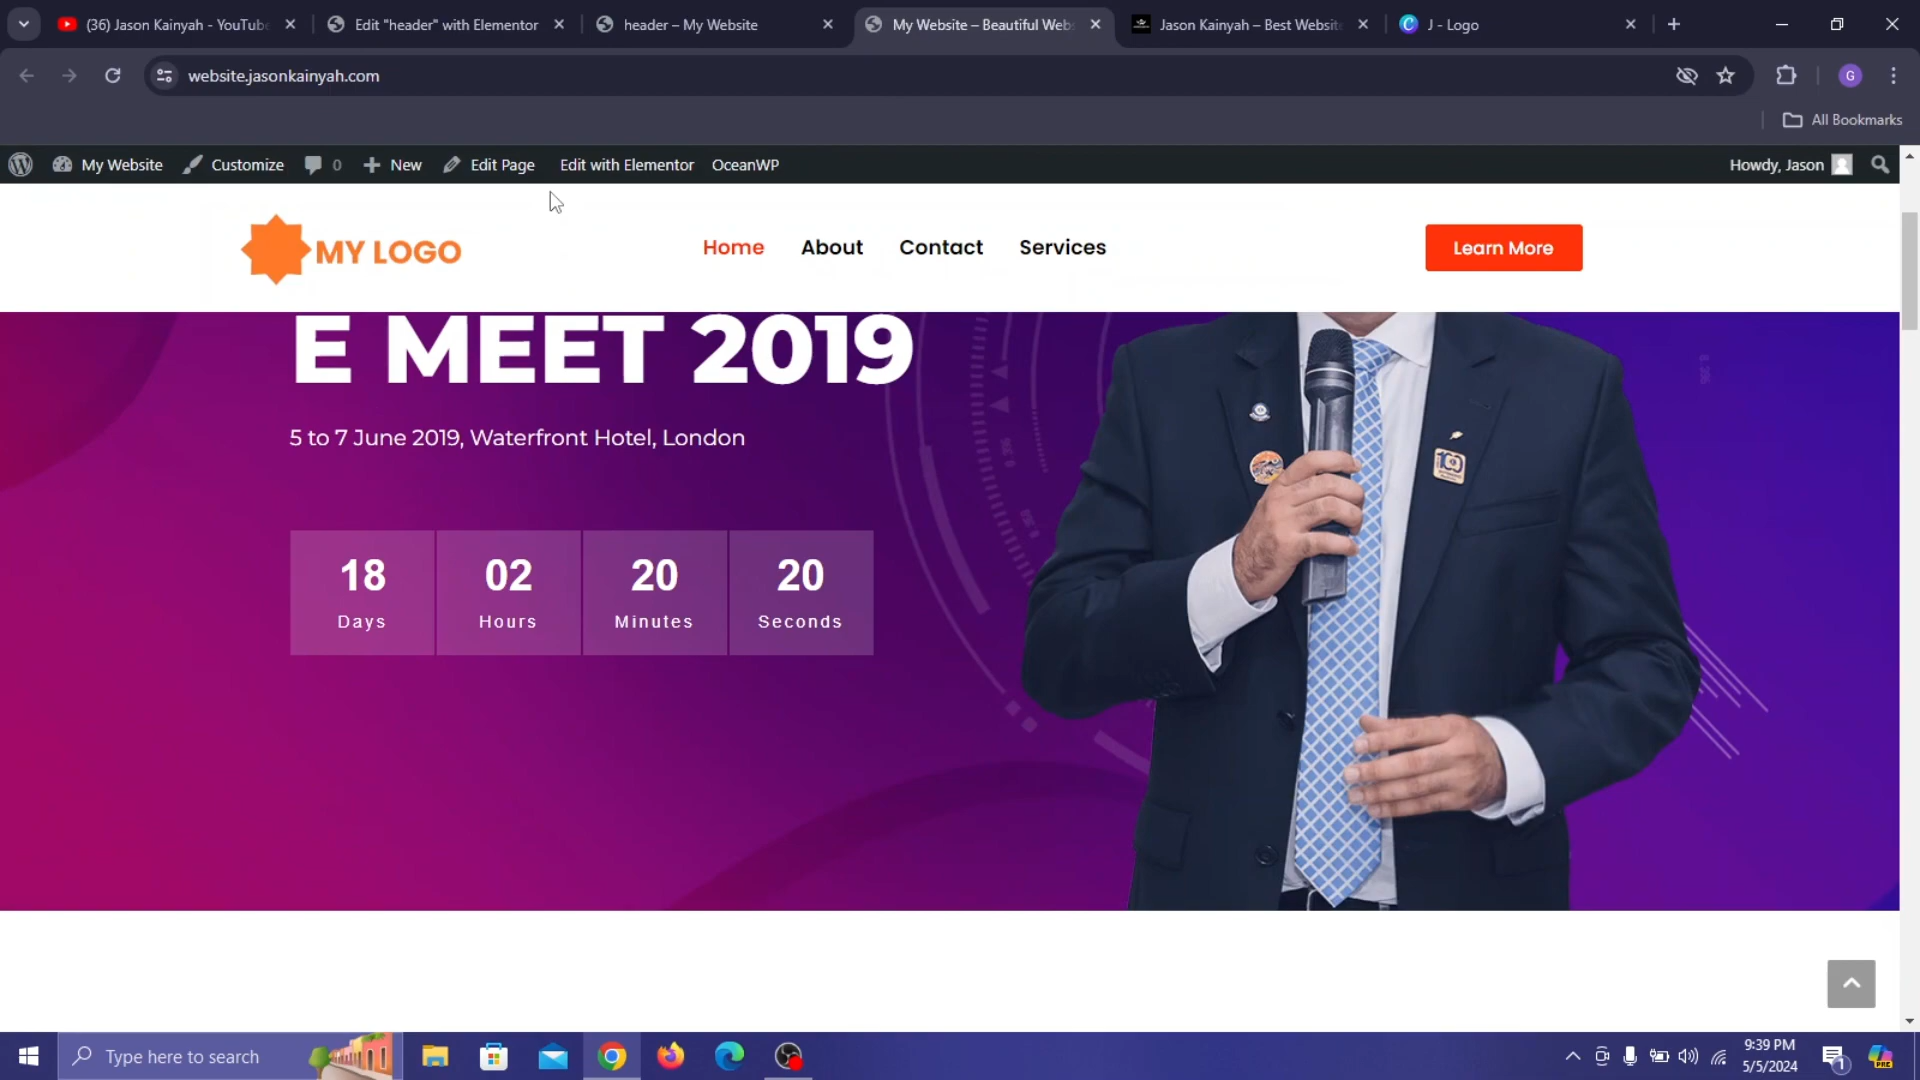 (36) Jason Kainyah - YouTube
Edit "header" with Elementor
header – My Website
My Website – Beautiful Web
Jason Kainyah – Best Website
J - Logo
website.jasonkainyah.com
G
All Bookmarks
My Website
Customize
0
New
Edit Page
Edit with Elementor
OceanWP
Howdy, Jason
MY LOGO
Home
About
Contact
Services
Learn More
E MEET 2019
5 to 7 June 2019, Waterfront Hotel, London
18
02
20
20
Days
Hours
Minutes
Seconds
100
Type here to search
9:39 PM
5/5/2024
1
PRE